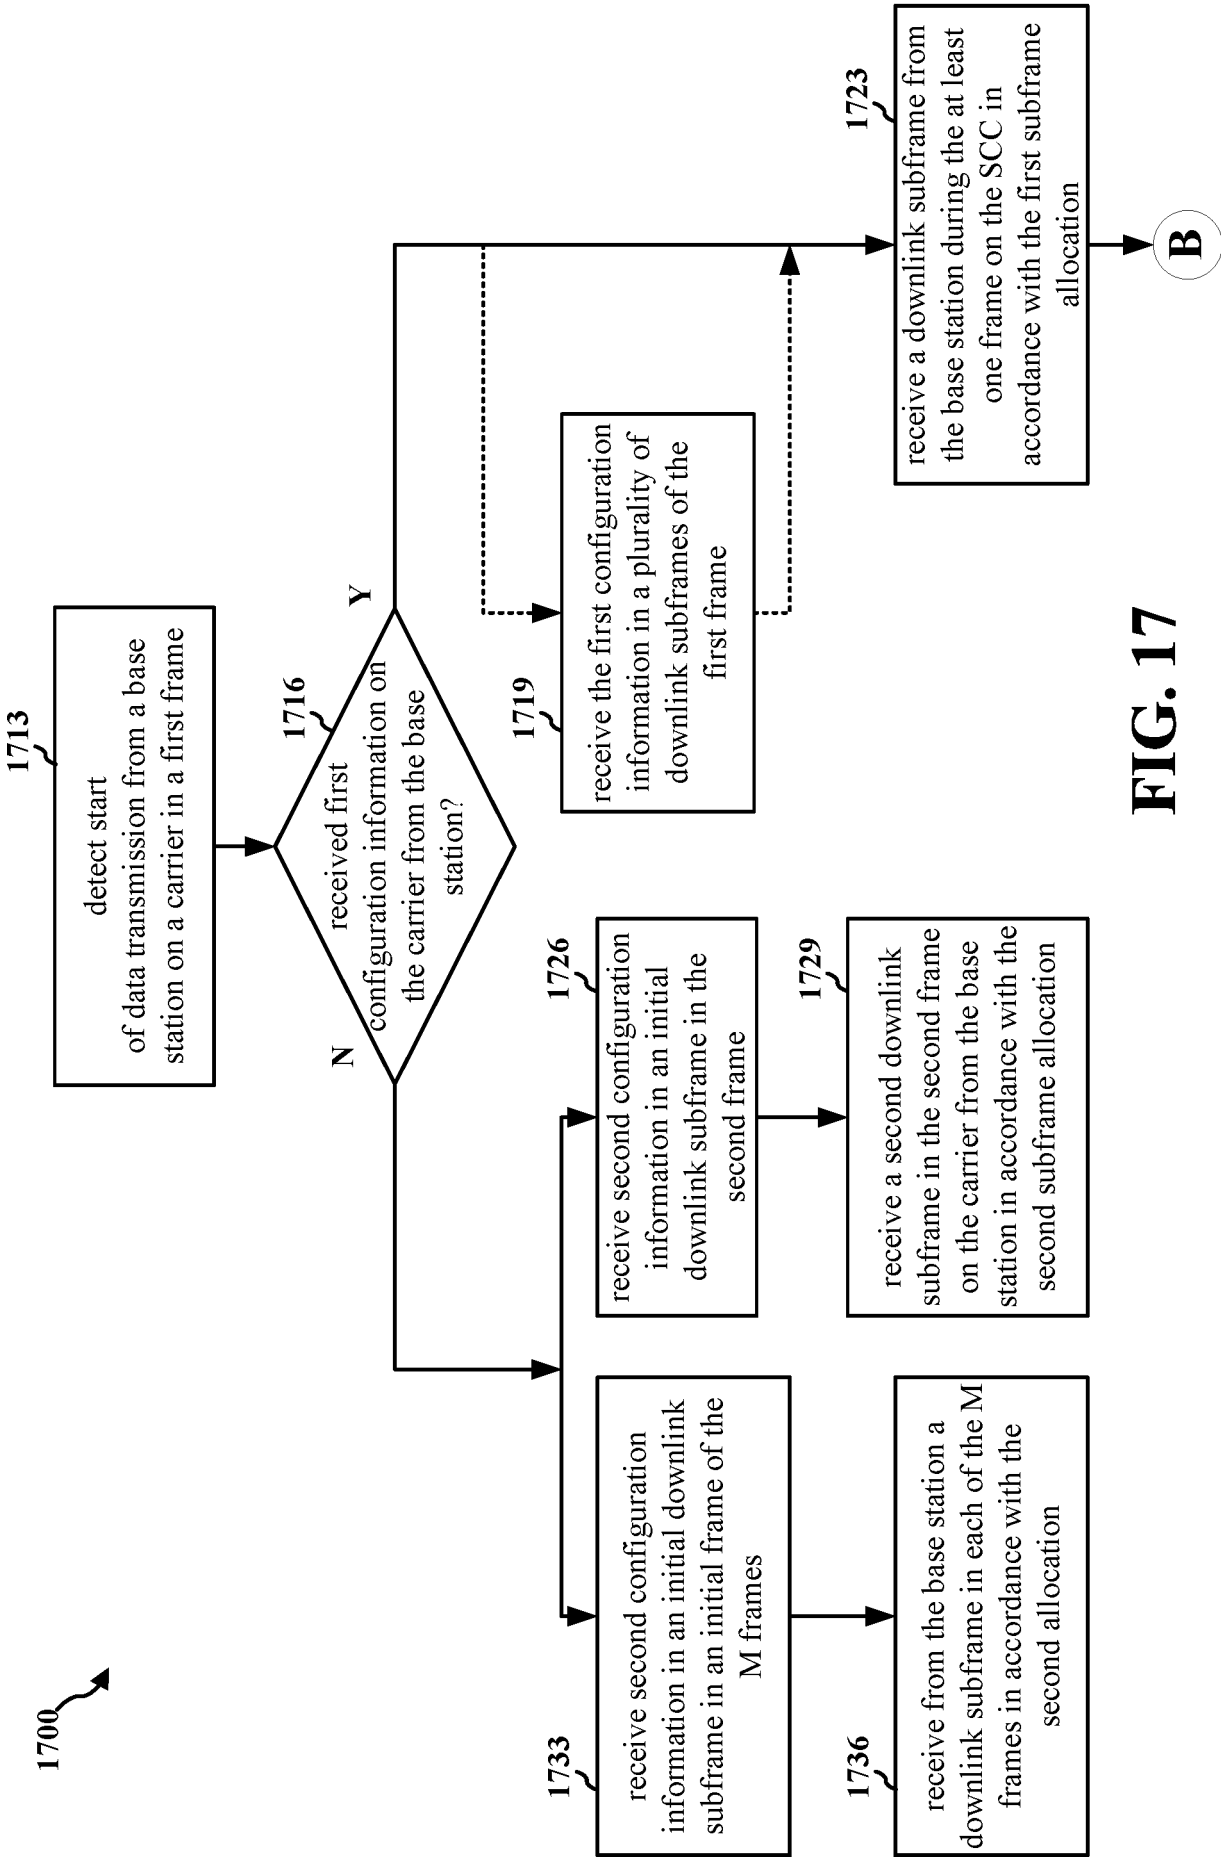 1700
1713
detect start
of data transmission from a base
station on a carrier in a first frame
1716
received first
configuration information on
the carrier from the base
station?
N
Y
1733
receive second configuration
information in an initial downlink
subframe in an initial frame of the
M frames
1726
receive second configuration
information in an initial
downlink subframe in the
second frame
1719
receive the first configuration
information in a plurality of
downlink subframes of the
first frame
1736
receive from the base station a
downlink subframe in each of the M
frames in accordance with the
second allocation
1729
receive a second downlink
subframe in the second frame
on the carrier from the base
station in accordance with the
second subframe allocation
1723
receive a downlink subframe from
the base station during the at least
one frame on the SCC in
accordance with the first subframe
allocation
B
FIG. 17